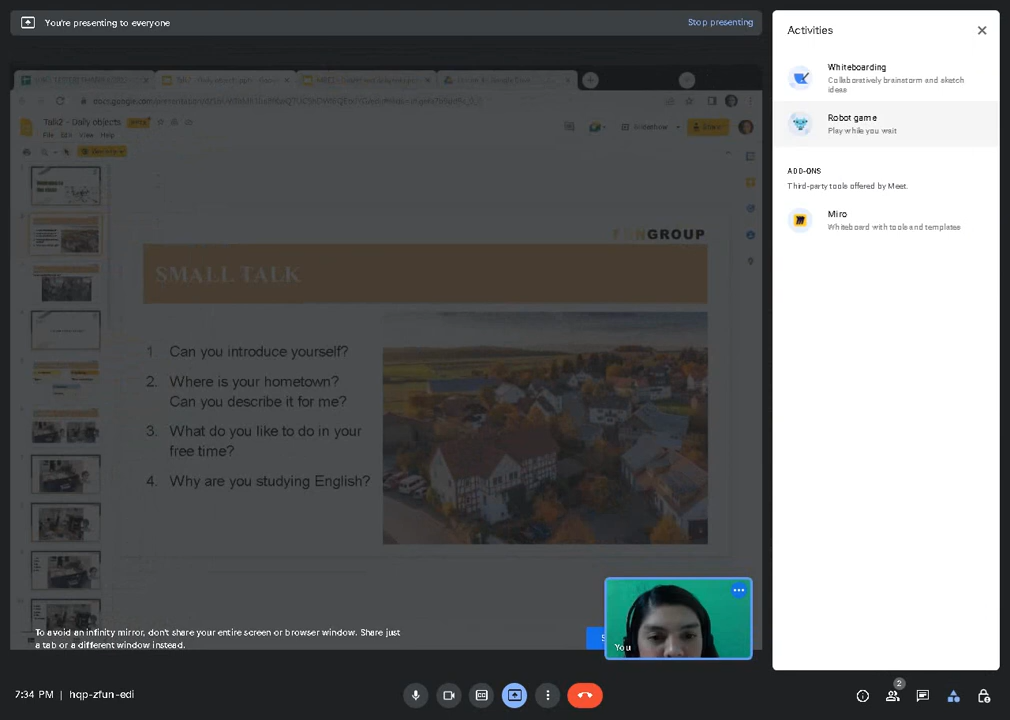 You're presenting to everyone
Stop presenting
Activities
Whiteboarding
Collaboratively brainstorm and sketch
ideas
Robot game
Play while you wait
ADD-ONS
Third-party tools offered by Meet.
Miro
Whiteboard with tools and templates
Talk2 - Daily objects
File Edit View Help
Slideshow
GROUP
SMALL TALK
1. Can you introduce yourself?
2. Where is your hometown?
Can you describe it for me?
3. What do you like to do in your
free time?
4. Why are you studying English?
To avoid an infinity mirror, don't share your entire screen or browser window. Share just
a tab or a different window instead.
You
7:34 PM | hqp-zfun-edi
2